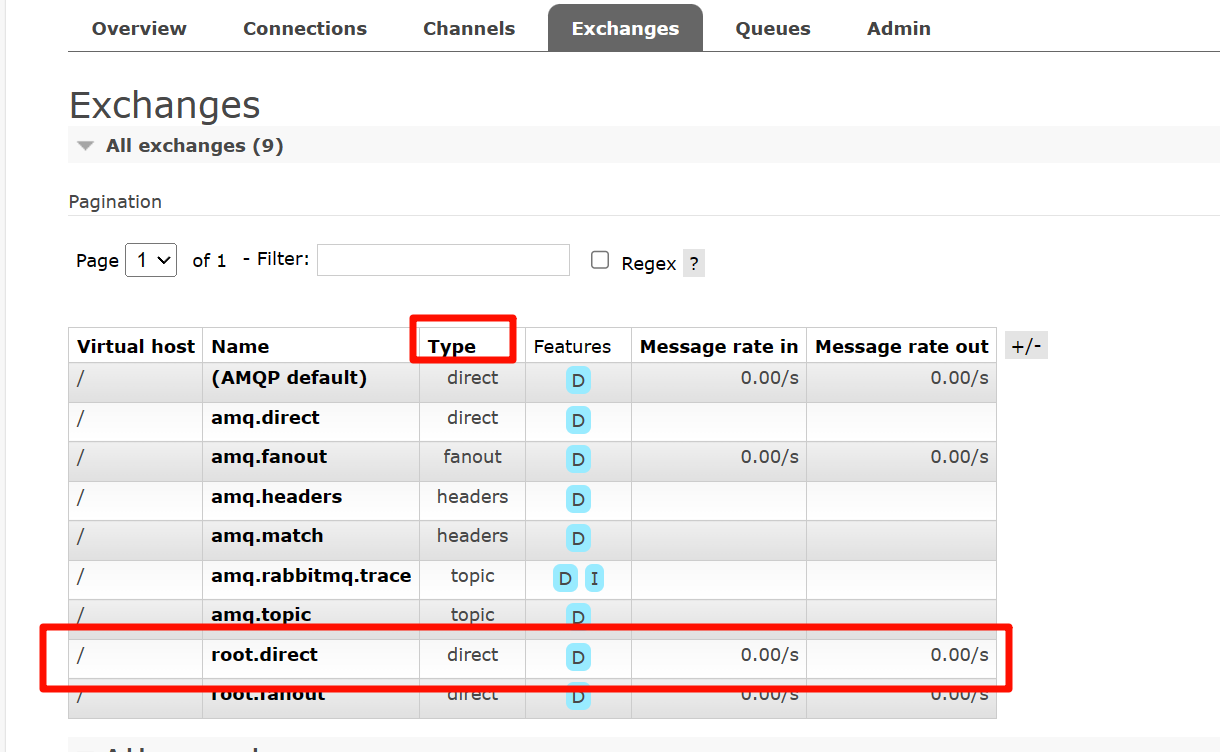 Overview Connections Channels Exchanges Queues Admin
Exchanges
All exchanges (9)
Pagination
Page 1 of 1 - Filter: Regex ?
Virtual host Name Type Features Message rate in Message rate out +/-
/ (AMQP default) direct D 0.00/s 0.00/s
/ amq.direct direct D
/ amq.fanout fanout D 0.00/s 0.00/s
/ amq.headers headers D
/ amq.match headers D
/ amq.rabbitmq.trace topic D I
/ amq.topic topic D
/ root.direct direct D 0.00/s 0.00/s
root.fanout direct D 0.00/s 0.00/s